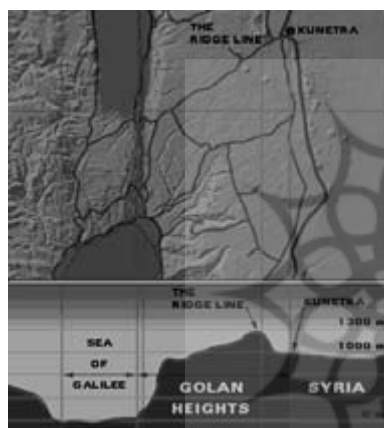 THE
RIDGE LINE
KUNETRA
THE
RIDGE LINE
KUNETRA
1300 m
1000 m
SEA
OF
GALILEE
GOLAN
HEIGHTS
SYRIA